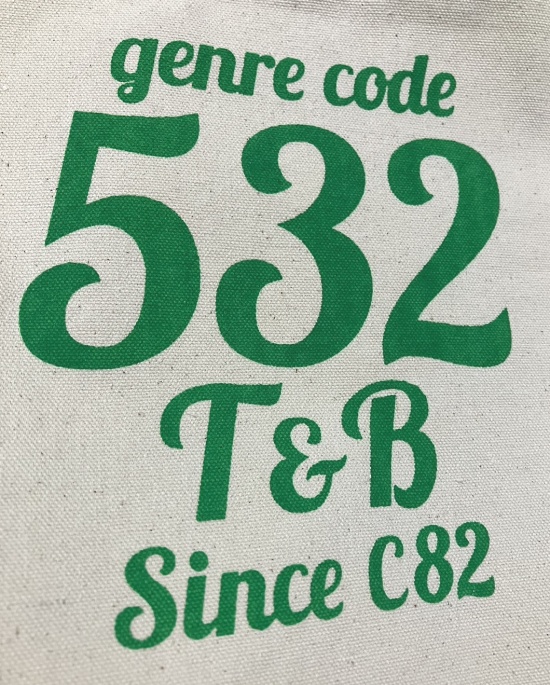 genre code
532
T&B
Since C82